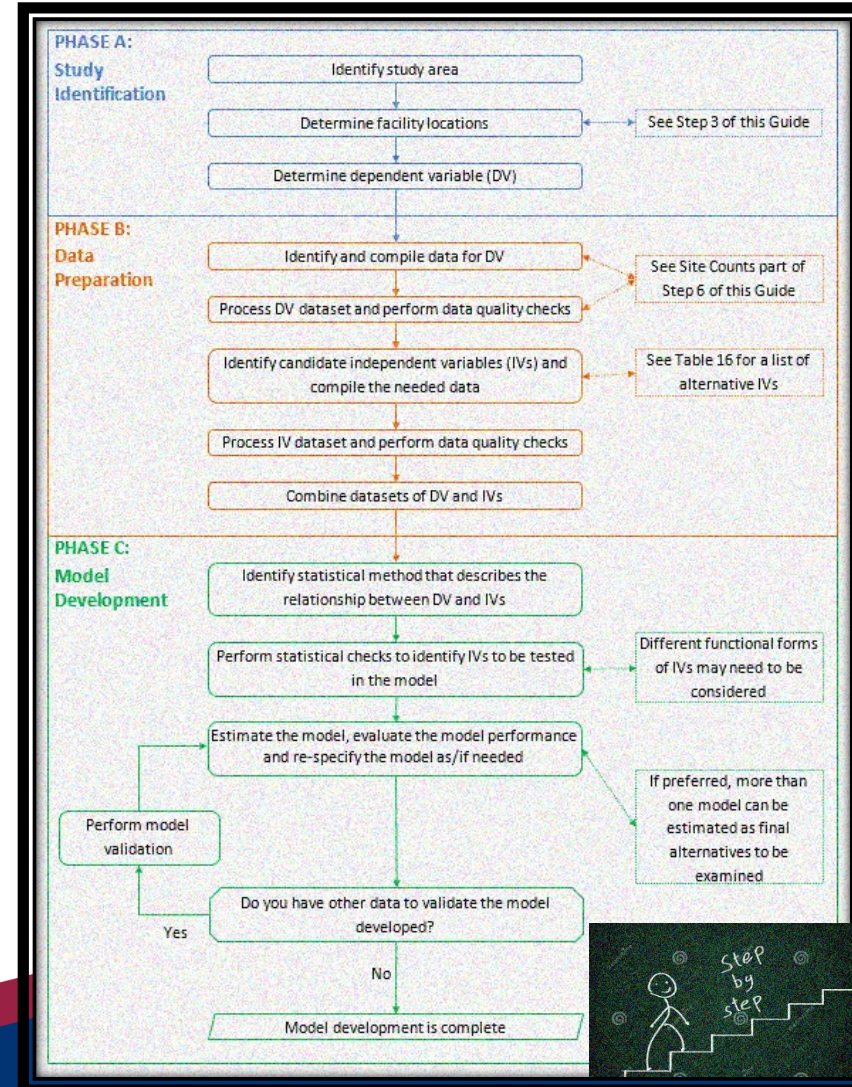 PHASE A:
Study
Identification
Identify study area
Determine facility locations
See Step 3 of this Guide
Determine dependent variable (DV)
PHASE B:
Data
Preparation
Identify and compile data for DV
See Site Counts part of
Step 6 of this Guide
Process DV dataset and perform data quality checks
Identify candidate independent variables (IVs) and
compile the needed data
See Table 16 for a list of
alternative IVs
Process IV dataset and perform data quality checks
Combine datasets of DV and IVs
PHASE C:
Model
Development
Identify statistical method that describes the
relationship between DV and IVs
Perform statistical checks to identify IVs to be tested
in the model
Different functional forms
of IVs may need to be
considered
Estimate the model, evaluate the model performance
and re-specify the model as/if needed
If preferred, more than
one model can be
estimated as final
alternatives to be
examined
Perform model
validation
Do you have other data to validate the model
developed?
Yes
No
Model development is complete
Step
by
step